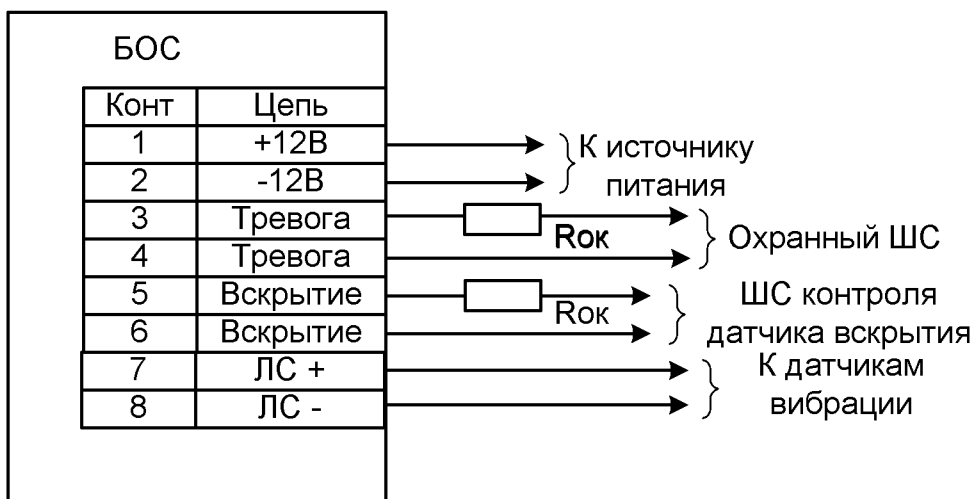 БОС
Конт Цепь
1 +12В
2 -12В
3 Тревога
4 Тревога
5 Вскрытие
6 Вскрытие
7 ЛС +
8 ЛС -
К источнику
питания
Rок
Охранный ШС
Rок
ШС контроля
датчика вскрытия
К датчикам
вибрации